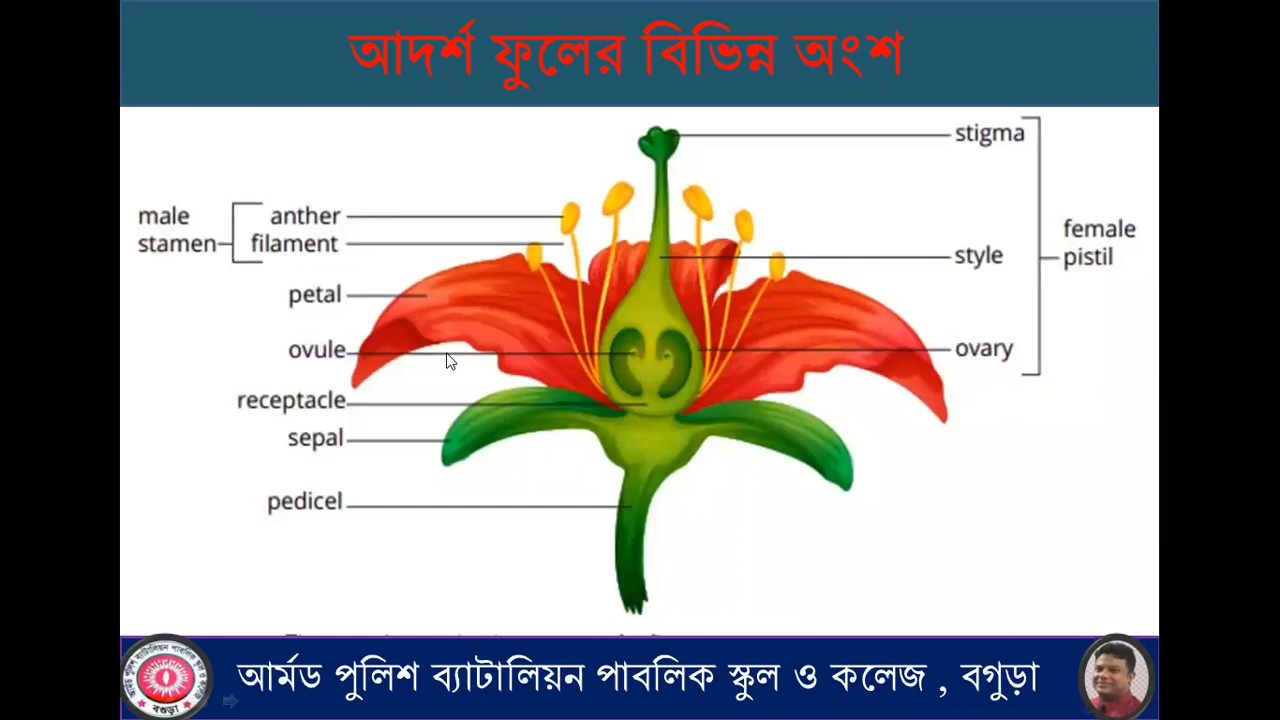 আদর্শ ফুলের বিভিন্ন অংশ
stigma
male
stamen
anther
filament
female
pistil
style
petal
ovule
ovary
receptacle
sepal
pedicel
আর্মড পুলিশ ব্যাটালিয়ন পাবলিক স্কুল ও কলেজ , বগুড়া
বগুড়া